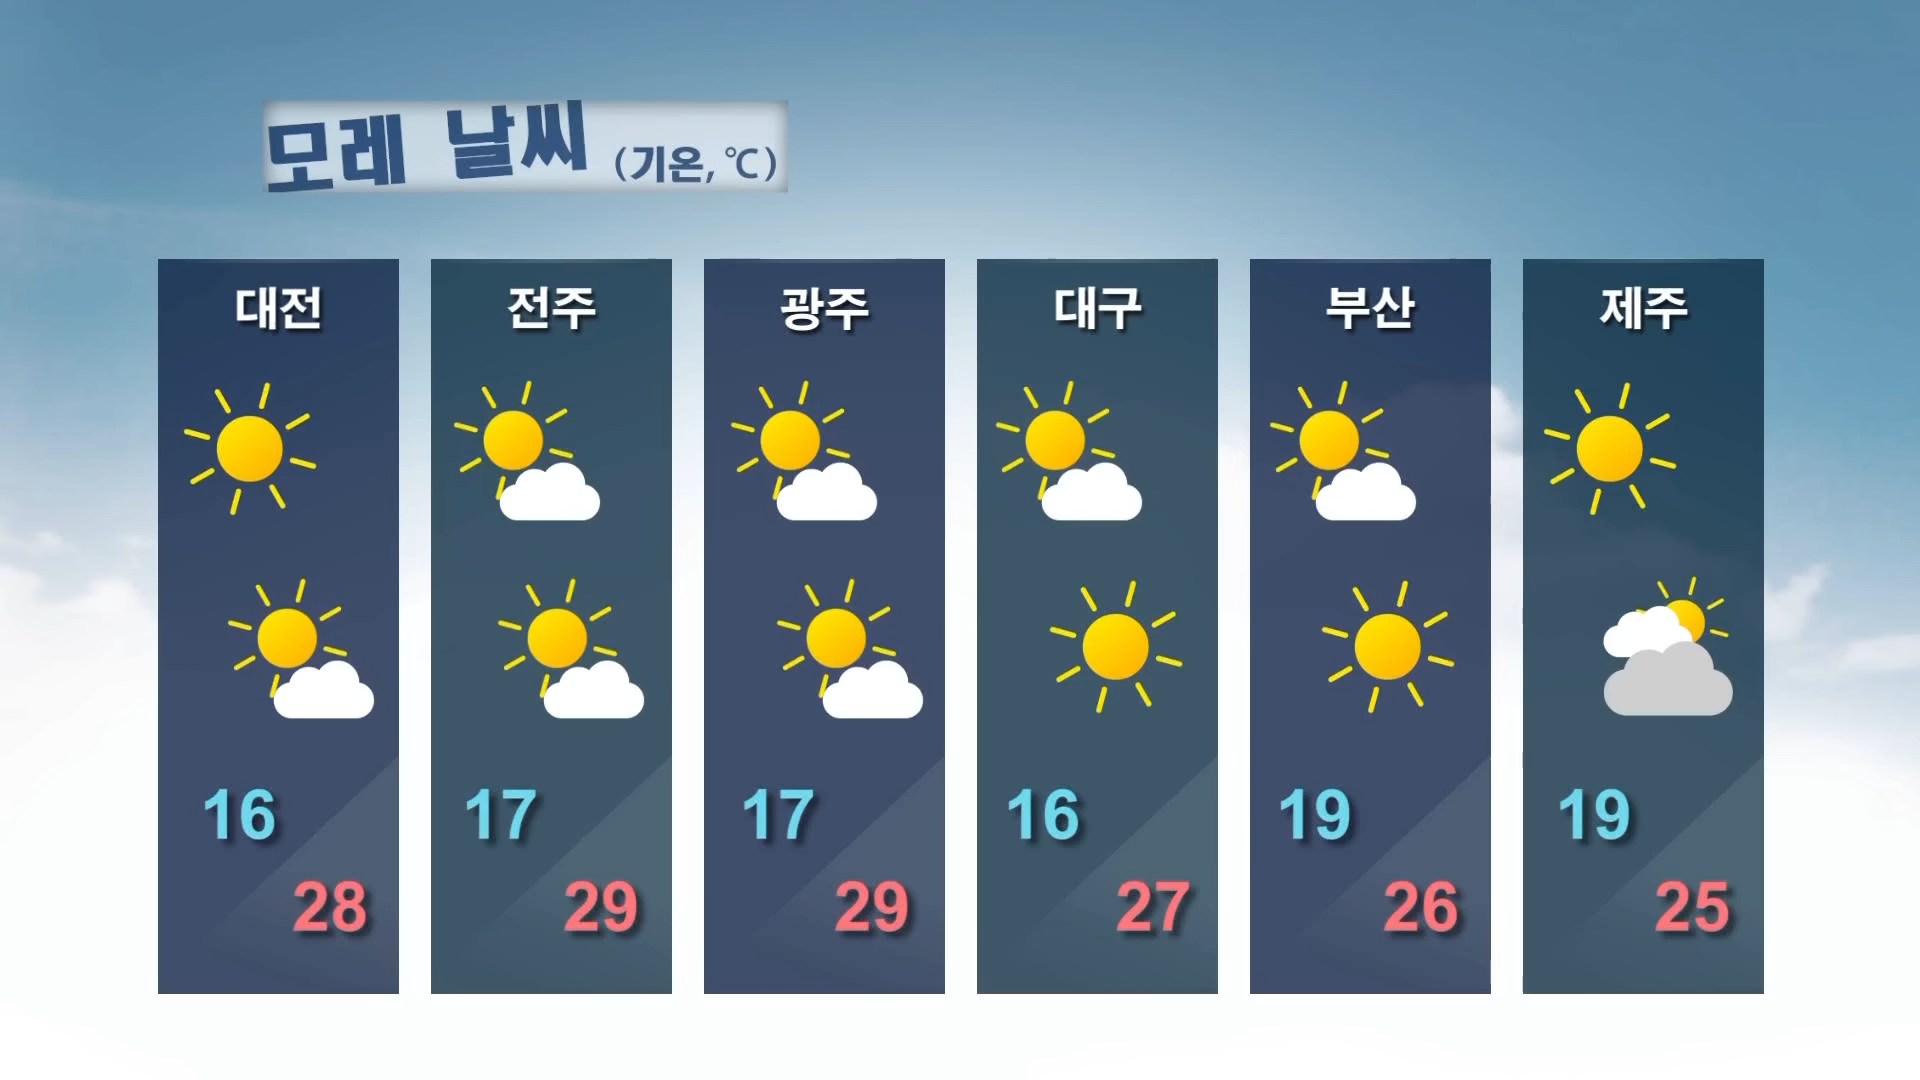 모레 날씨 (기온, ℃)
대전 전주 광주 대구 부산 제주
16 17 17 16 19 19
28 29 29 27 26 25